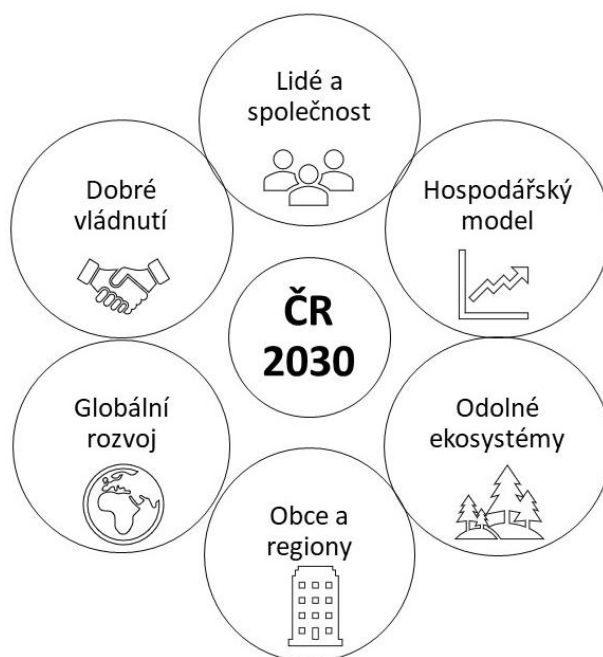 Lidé a
společnost
Hospodářský
model
Odolné
ekosystémy
Obce a
regiony
Globální
rozvoj
Dobré
vládnutí
ČR
2030